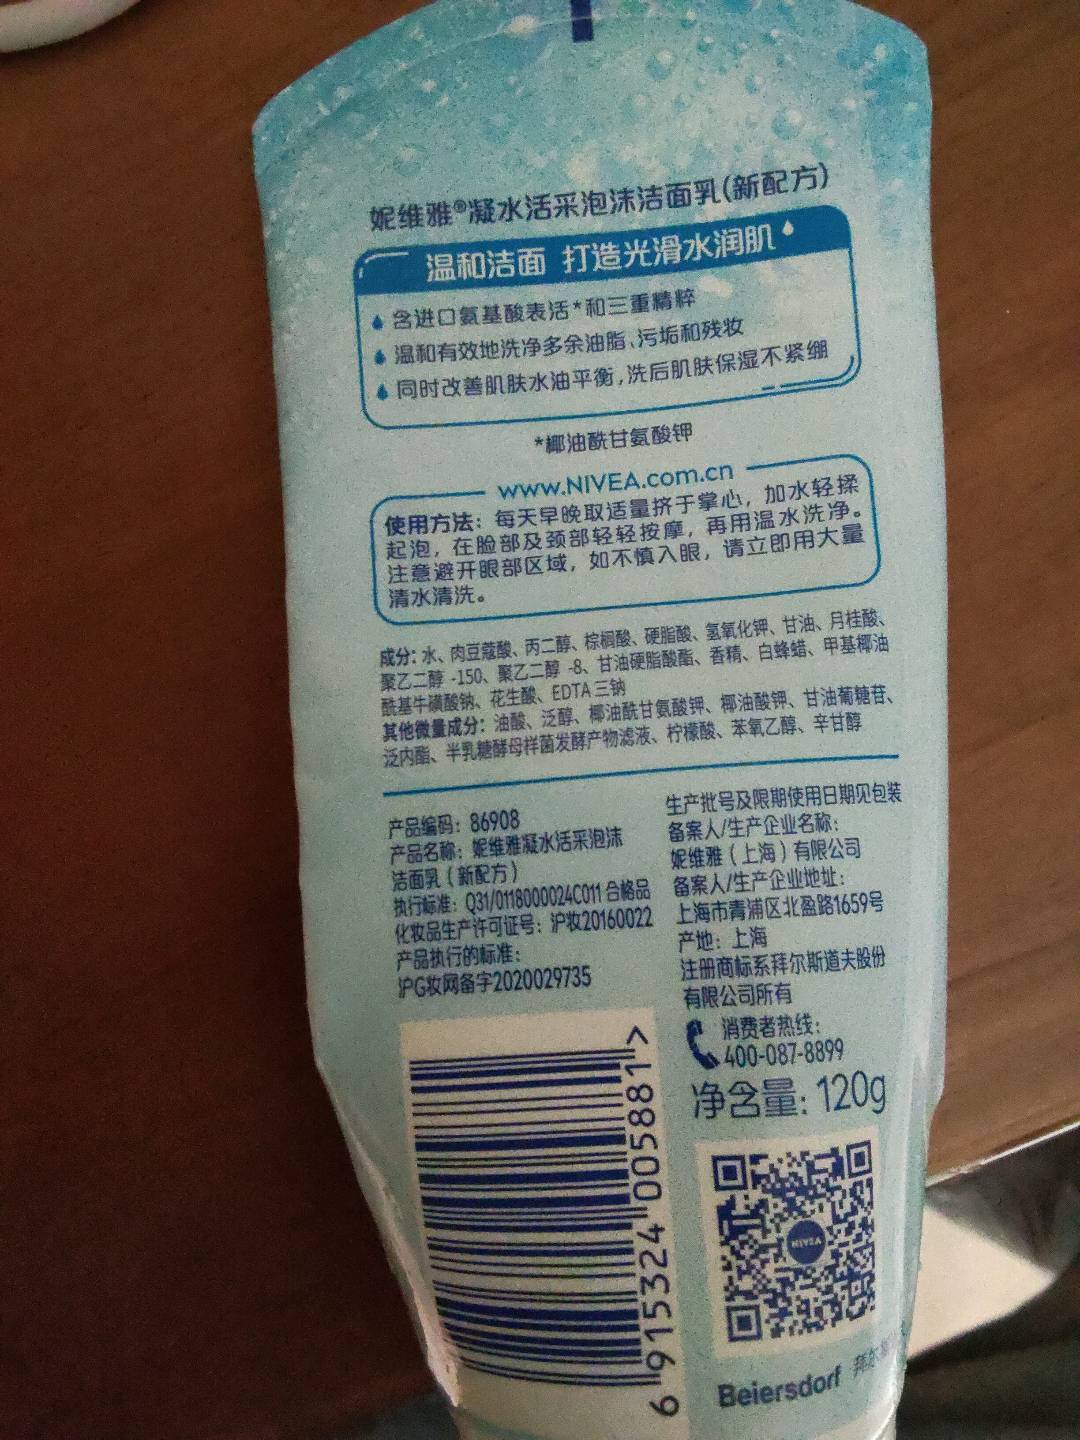 妮维雅®凝水活采泡沫洁面乳(新配方)
温和洁面 打造光滑水润肌
含进口氨基酸表活*和三重精粹
温和有效地洗净多余油脂、污垢和残妆
同时改善肌肤水油平衡,洗后肌肤保湿不紧绷
*椰油酰甘氨酸钾
www.NIVEA.com.cn
使用方法：每天早晚取适量挤于掌心，加水轻揉
起泡，在脸部及颈部轻轻按摩，再用温水洗净。
注意避开眼部区域，如不慎入眼，请立即用大量
清水清洗。
成分：水、肉豆蔻酸、丙二醇、棕榈酸、硬脂酸、氢氧化钾、甘油、月桂酸、
聚乙二醇 -150、聚乙二醇 -8、甘油硬脂酸酯、香精、白蜂蜡、甲基椰油
酰基牛磺酸钠、花生酸、EDTA 三钠
其他微量成分：油酸、泛醇、椰油酰甘氨酸钾、椰油酸钾、甘油葡糖苷、
泛内酯、半乳糖酵母样菌发酵产物滤液、柠檬酸、苯氧乙醇、辛甘醇
产品编码：86908
产品名称：妮维雅凝水活采泡沫
洁面乳（新配方）
执行标准：Q31/0118000024C011 合格品
化妆品生产许可证号：沪妆20160022
产品执行的标准：
沪G妆网备字2020029735
生产批号及限期使用日期见包装
备案人/生产企业名称：
妮维雅（上海）有限公司
备案人/生产企业地址：
上海市青浦区北盈路1659号
产地：上海
注册商标系拜尔斯道夫股份
有限公司所有
消费者热线：
400-087-8899
净含量：120g
6 915324 005881 >
NIVEA
Beiersdorf 拜尔